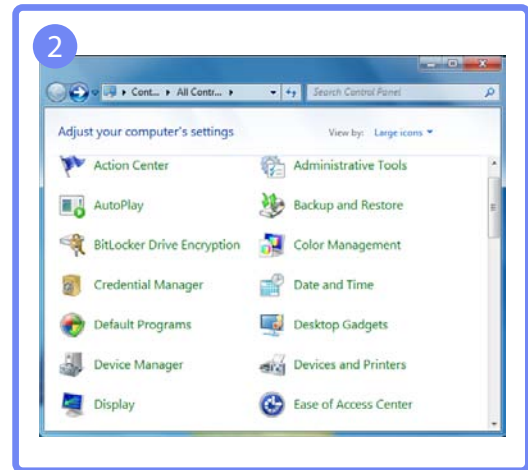 2
Cont... All Contr...
Search Control Panel
Adjust your computer's settings View by: Large icons
Action Center Administrative Tools
AutoPlay Backup and Restore
BitLocker Drive Encryption Color Management
Credential Manager Date and Time
Default Programs Desktop Gadgets
Device Manager Devices and Printers
Display Ease of Access Center